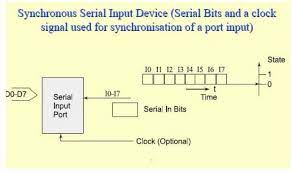 Synchronous Serial Input Device (Serial Bits and a clock
signal used for synchronisation of a port input)
State
I0 I1 I2 I3 I4 I5 I6 I7
1
0
t
Time
D0-D7
Serial
Input
Port
I0-I7
Serial In Bits
Clock (Optional)